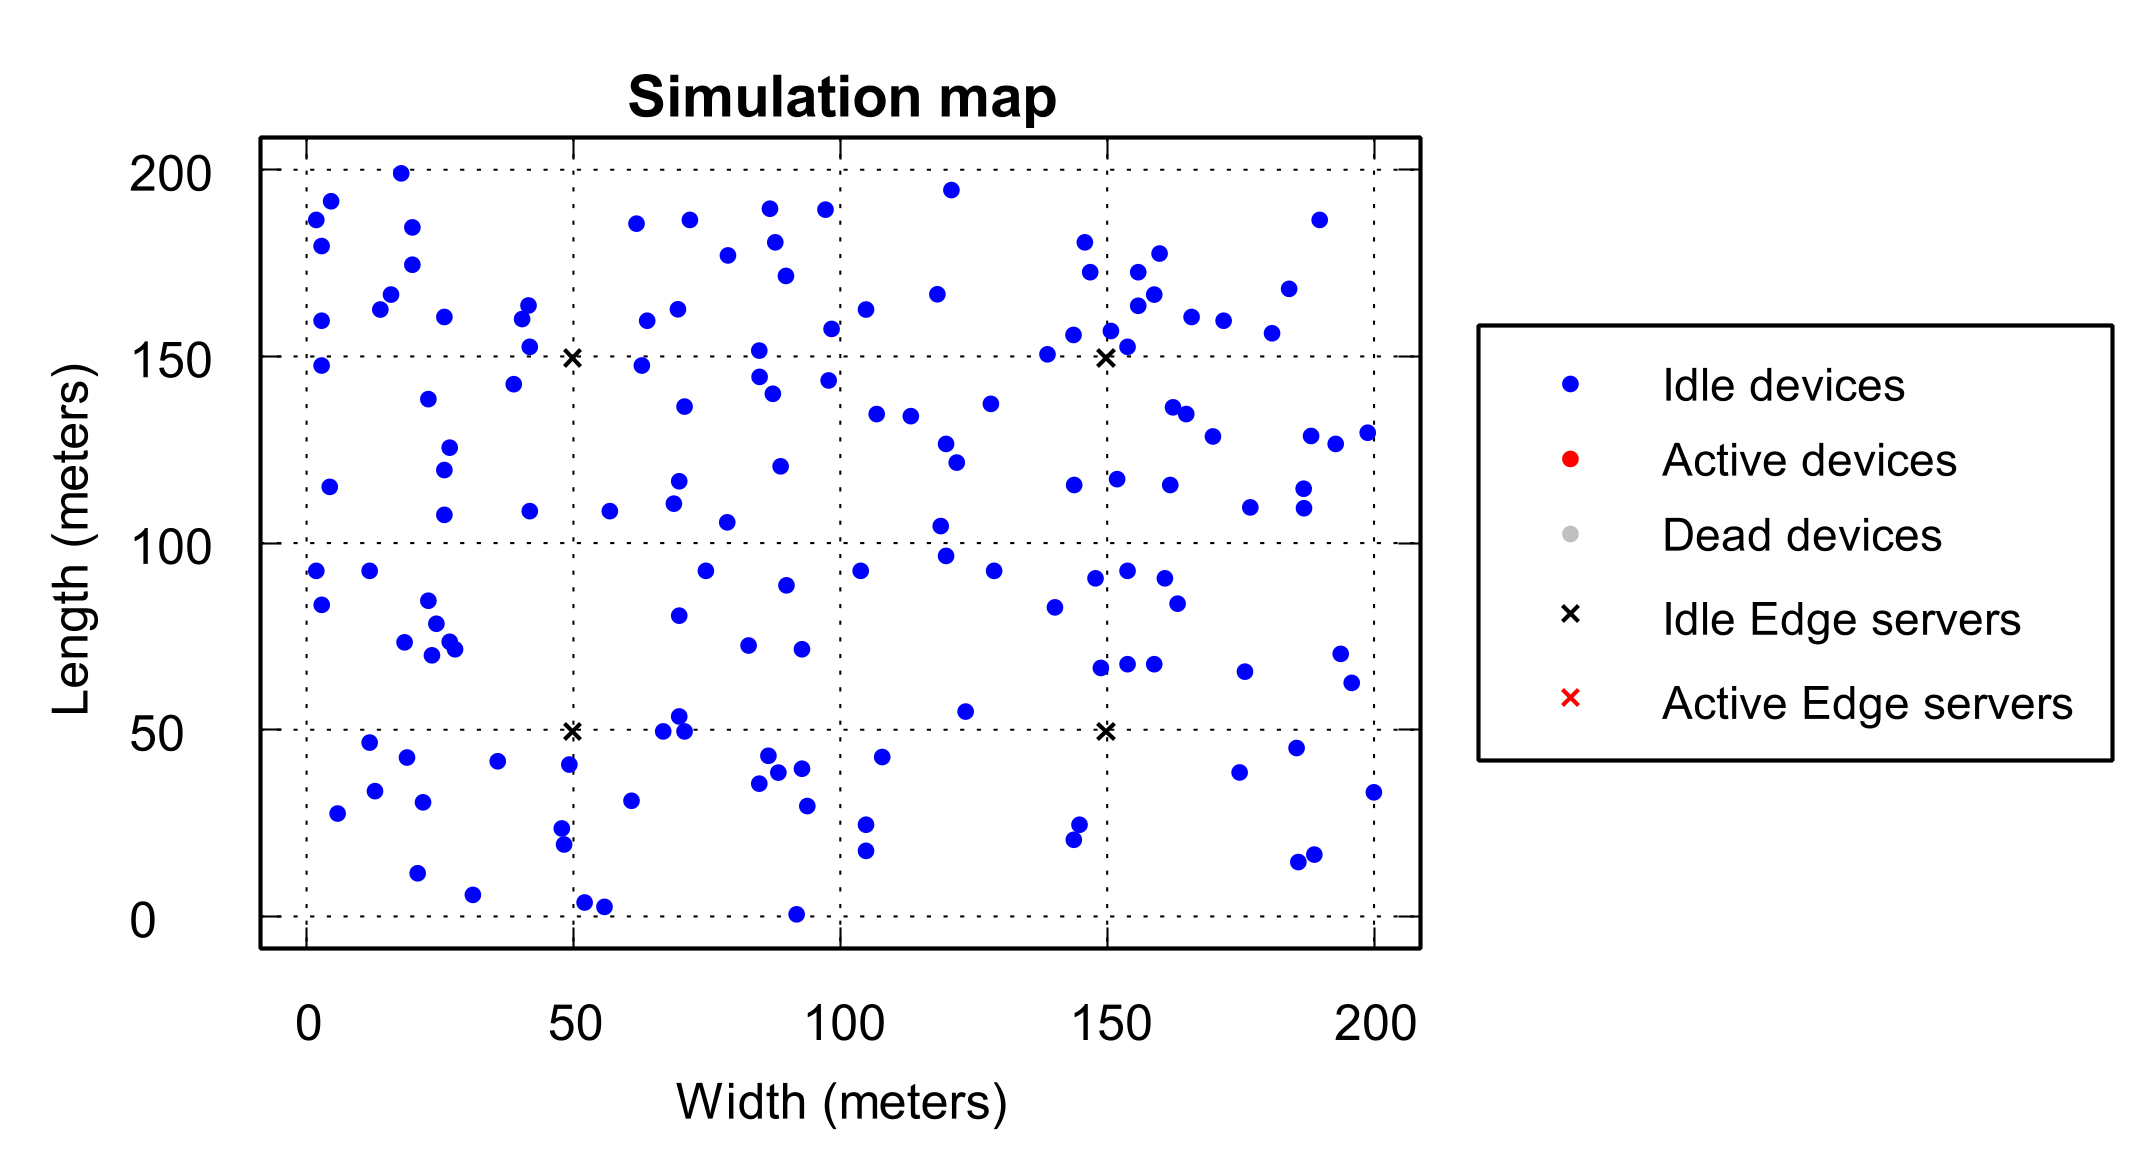 Simulation map
200
150
100
50
0
Length (meters)
0 50 100 150 200
Width (meters)
Idle devices
Active devices
Dead devices
Idle Edge servers
Active Edge servers